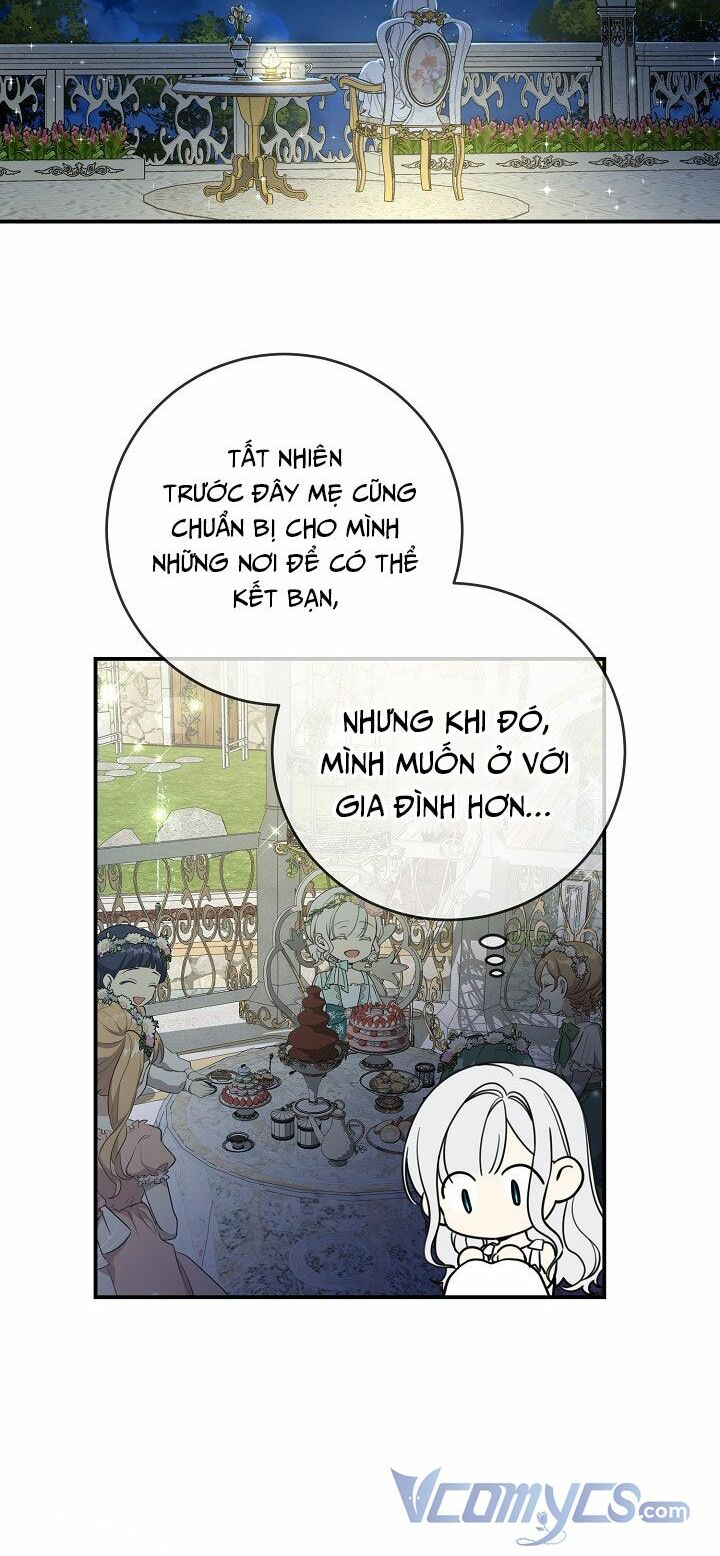 TẤT NHIÊN
TRƯỚC ĐÂY MẸ CŨNG
CHUẨN BỊ CHO MÌNH
NHỮNG NƠI ĐỂ CÓ THỂ
KẾT BẠN,
NHƯNG KHI ĐÓ,
MÌNH MUỐN Ở VỚI
GIA ĐÌNH HƠN...
VCOMYCS.com